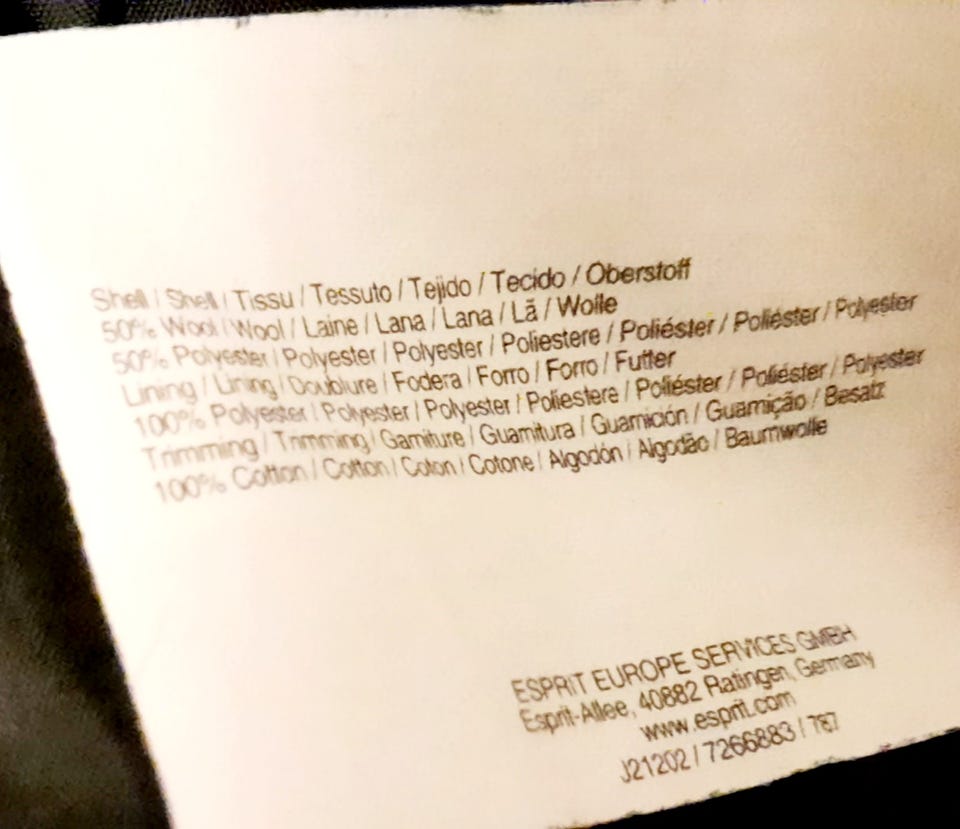 Shell / Shell / Tissu / Tessuto / Tejido / Tecido / Oberstoff
50% Wool / Wool / Laine / Lana / Lana / Lã / Wolle
50% Polyester / Polyester / Polyester / Poliestere / Poliéster / Poliéster / Polyester
Lining / Lining / Doublure / Fodera / Forro / Forro / Futter
100% Polyester / Polyester / Polyester / Poliestere / Poliéster / Poliéster / Polyester
Trimming / Trimming / Garniture / Guarnitura / Guarnición / Guarnição / Besatz
100% Cotton / Cotton / Coton / Cotone / Algodón / Algodão / Baumwolle
ESPRIT EUROPE SERVICES GMBH
Esprit-Allee, 40882 Ratingen, Germany
www.esprit.com
J21202 / 7266883 / 787